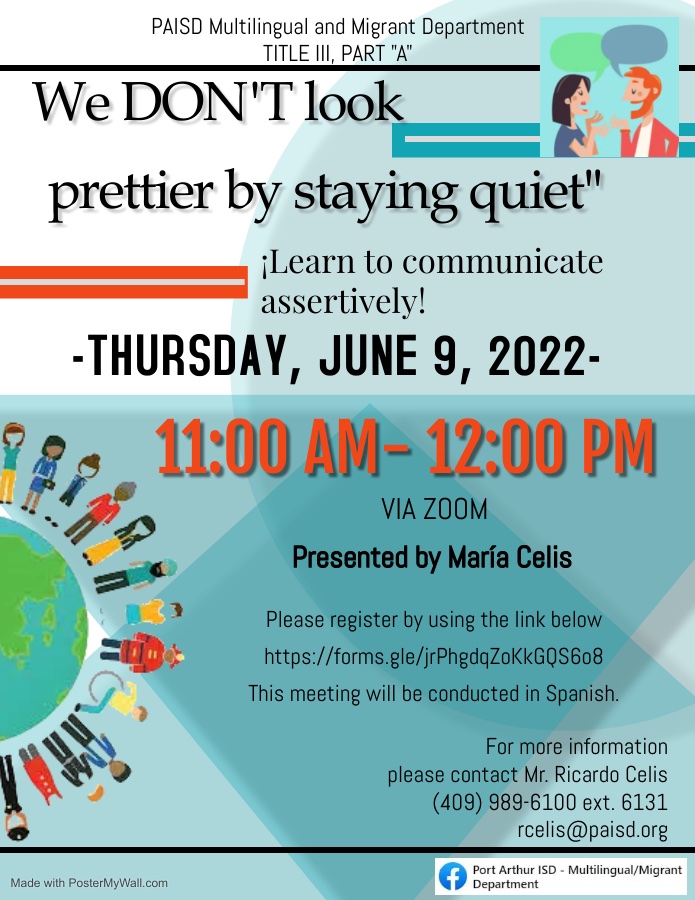 PAISD Multilingual and Migrant Department
TITLE III, PART "A"
We DON'T look
prettier by staying quiet"
¡Learn to communicate
assertively!
-THURSDAY, JUNE 9, 2022-
11:00 AM– 12:00 PM
VIA ZOOM
Presented by María Celis
Please register by using the link below
https://forms.gle/jrPhgdqZoKkGQS6o8
This meeting will be conducted in Spanish.
For more information
please contact Mr. Ricardo Celis
(409) 989-6100 ext. 6131
rcelis@paisd.org
Made with PosterMyWall.com
Port Arthur ISD - Multilingual/Migrant
Department